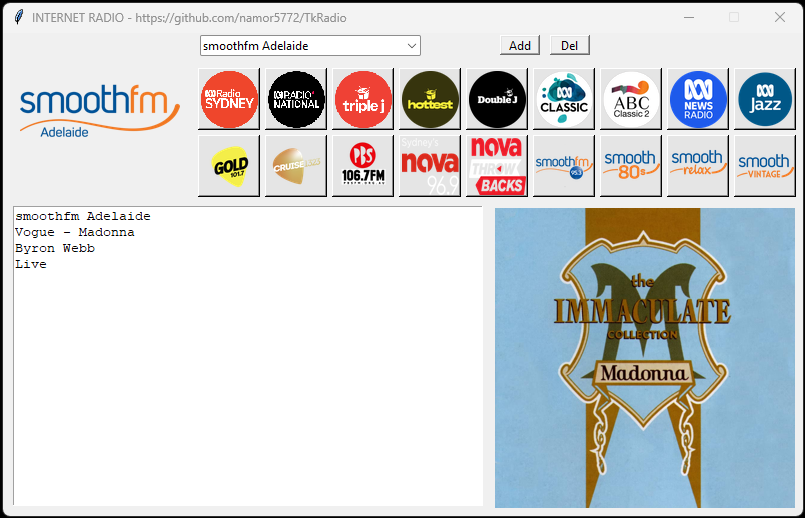 INTERNET RADIO - https://github.com/namor5772/TkRadio
smoothfm Adelaide
Add
Del
smoothfm
Adelaide
Radio
SYDNEY
RADIO
NATIONAL
triple j
hottest
Double J
CLASSIC
ABC
Classic 2
NEWS
RADIO
Jazz
GOLD
101.7
CRUISE
PBS
106.7FM
PBSFM.ORG.AU
Sydney's
nova
96.9
nova
THROW
BACKS
smoothfm
95.3
smooth
80s
smooth
relax
smooth
VINTAGE
smoothfm Adelaide
Vogue - Madonna
Byron Webb
Live
the
IMMACULATE
COLLECTION
M
Madonna